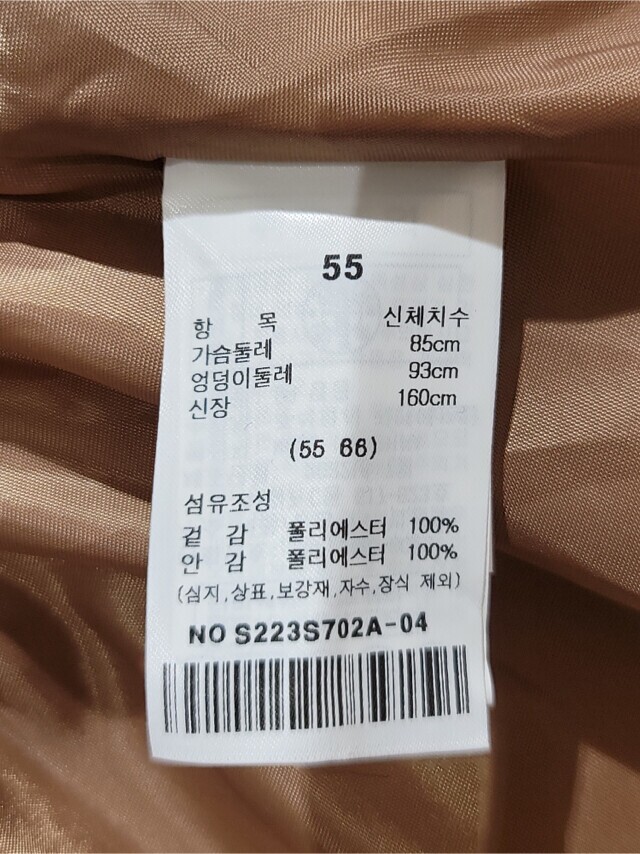 55
항 목 신체치수
가슴둘레 85cm
엉덩이둘레 93cm
신장 160cm
(55 66)
섬유조성
겉 감 폴리에스터 100%
안 감 폴리에스터 100%
(심지,상표,보강재,자수,장식 제외)
NO S223S702A-04